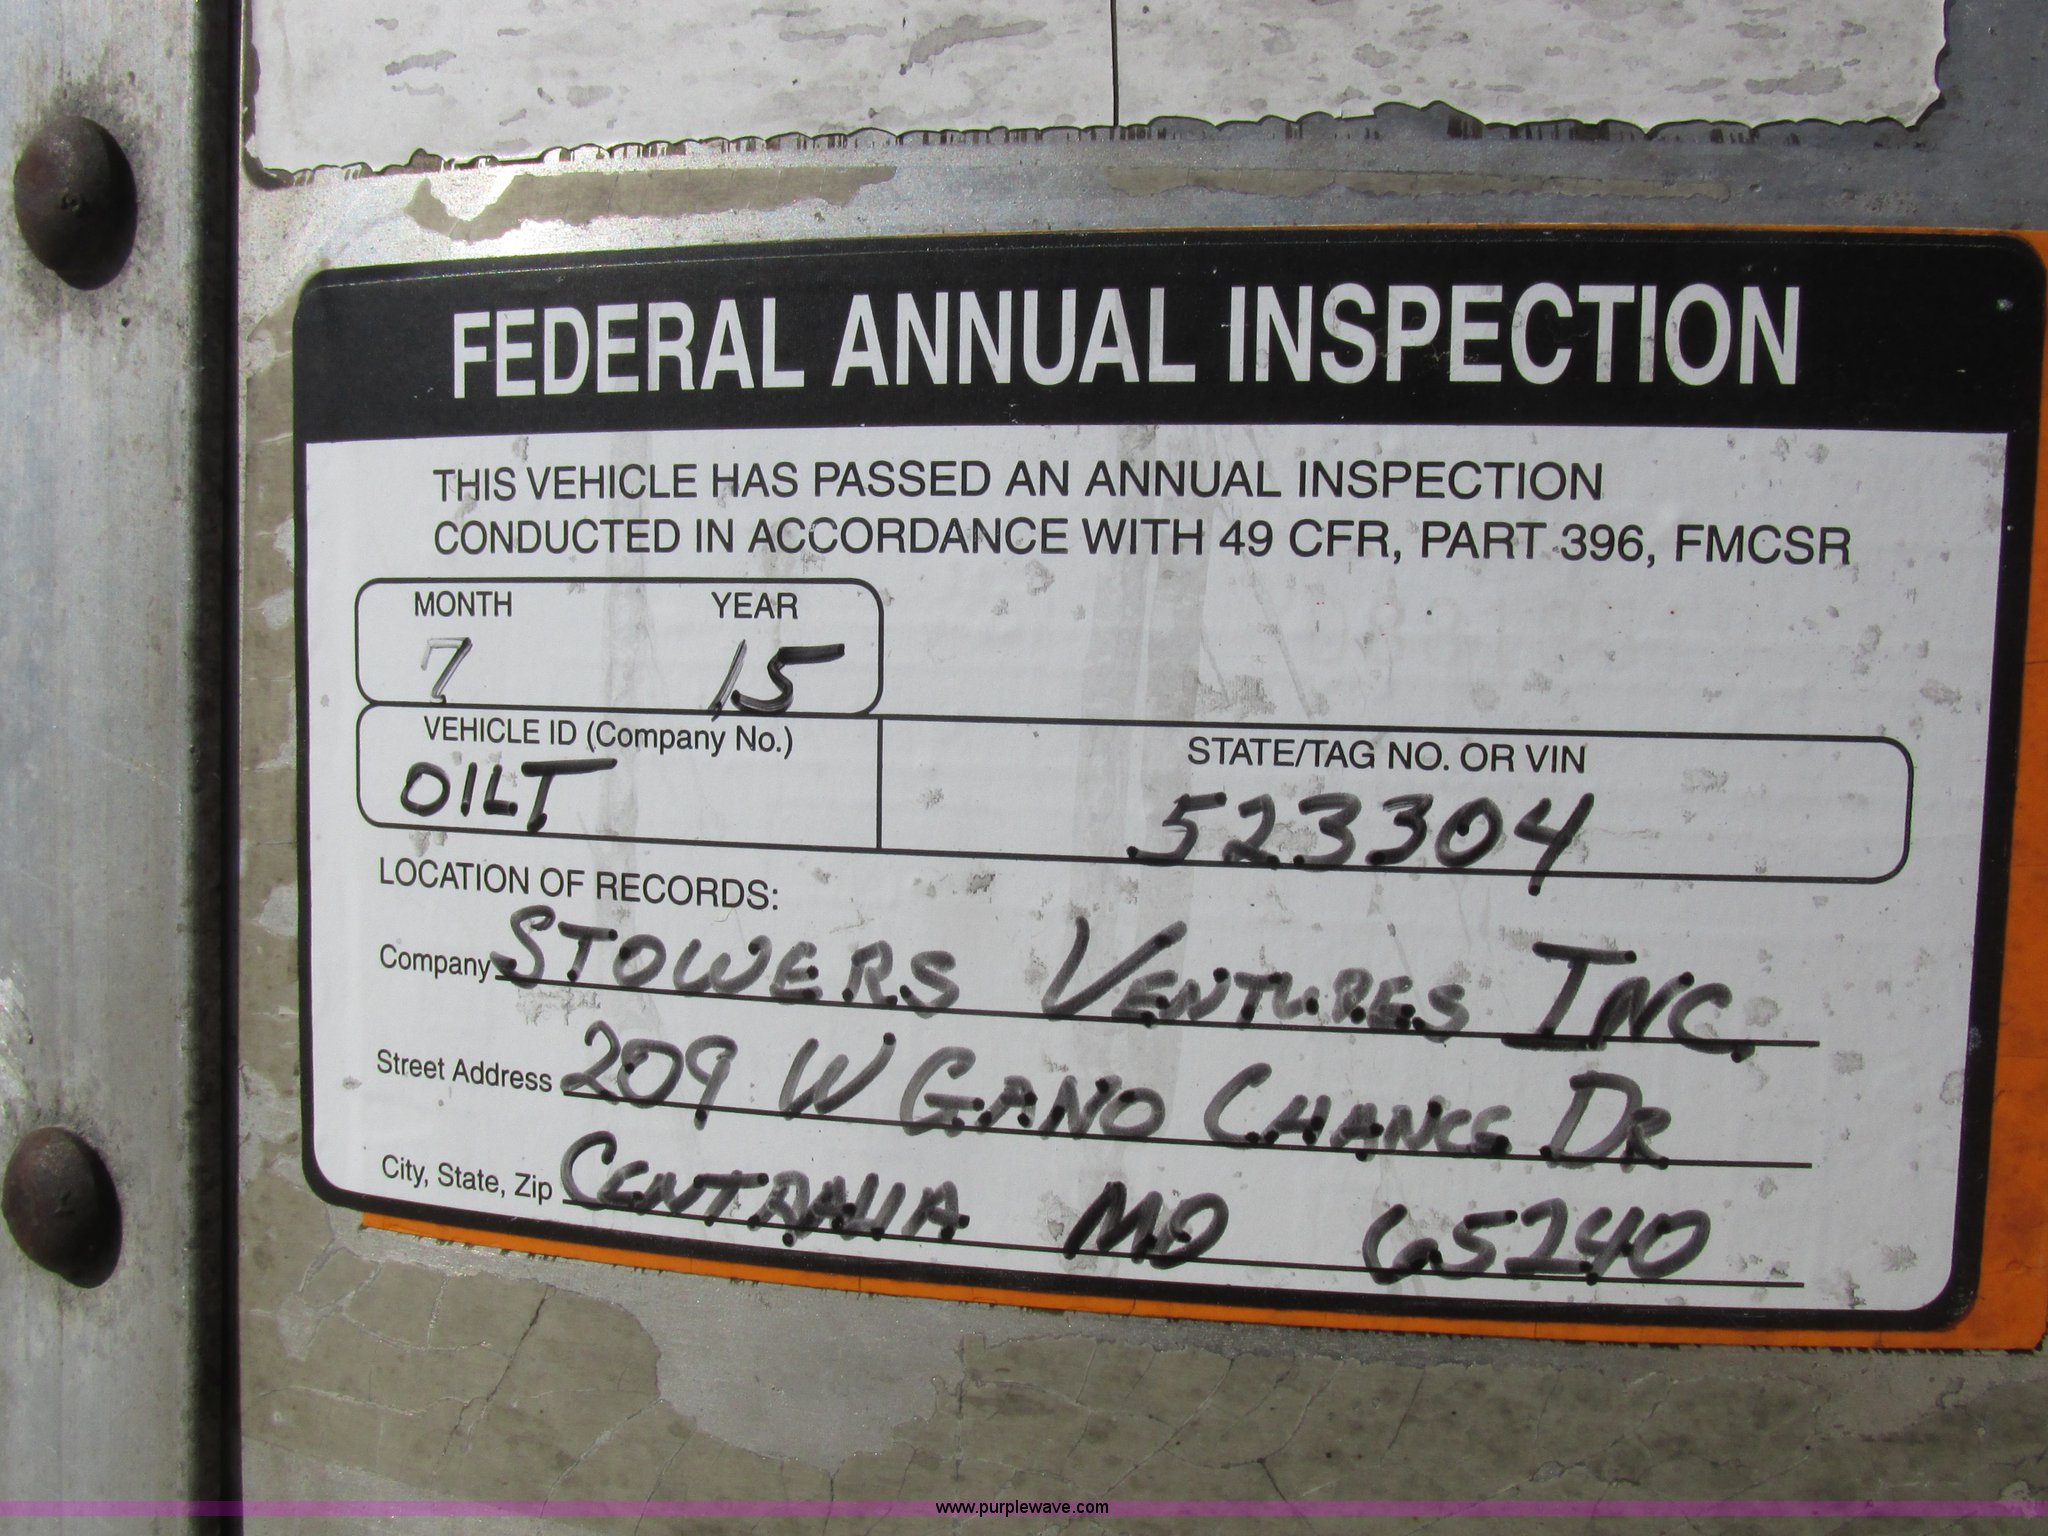 FEDERAL ANNUAL INSPECTION
THIS VEHICLE HAS PASSED AN ANNUAL INSPECTION
CONDUCTED IN ACCORDANCE WITH 49 CFR, PART 396, FMCSR
MONTH YEAR
7 15
VEHICLE ID (Company No.) STATE/TAG NO. OR VIN
OILT 523304
LOCATION OF RECORDS:
Company STOWERS VENTURES INC.
Street Address 209 W GANO CHANCE DR
City, State, Zip CENTRALIA MO 65240
www.purplewave.com